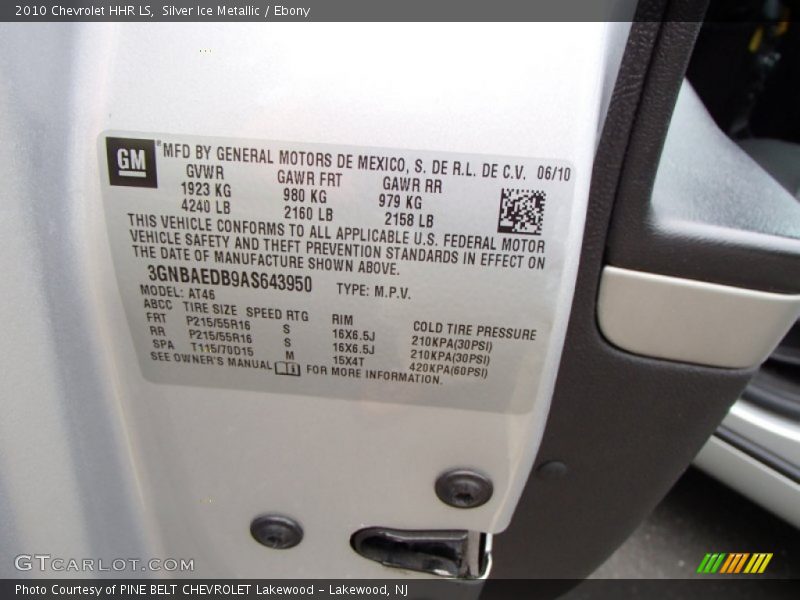 2010 Chevrolet HHR LS,  Silver Ice Metallic / Ebony
GM ® MFD BY GENERAL MOTORS DE MEXICO, S. DE R.L. DE C.V. 06/10
GVWR GAWR FRT GAWR RR
1923 KG 980 KG 979 KG
4240 LB 2160 LB 2158 LB
THIS VEHICLE CONFORMS TO ALL APPLICABLE U.S. FEDERAL MOTOR
VEHICLE SAFETY AND THEFT PREVENTION STANDARDS IN EFFECT ON
THE DATE OF MANUFACTURE SHOWN ABOVE.
3GNBAEDB9AS643950 TYPE: M.P.V.
MODEL: AT46
ABCC TIRE SIZE SPEED RTG RIM COLD TIRE PRESSURE
FRT P215/55R16 S 16X6.5J 210KPA(30PSI)
RR P215/55R16 S 16X6.5J 210KPA(30PSI)
SPA T115/70D15 M 15X4T 420KPA(60PSI)
SEE OWNER'S MANUAL FOR MORE INFORMATION.
GTCARLOT.COM
Photo Courtesy of PINE BELT CHEVROLET Lakewood - Lakewood, NJ